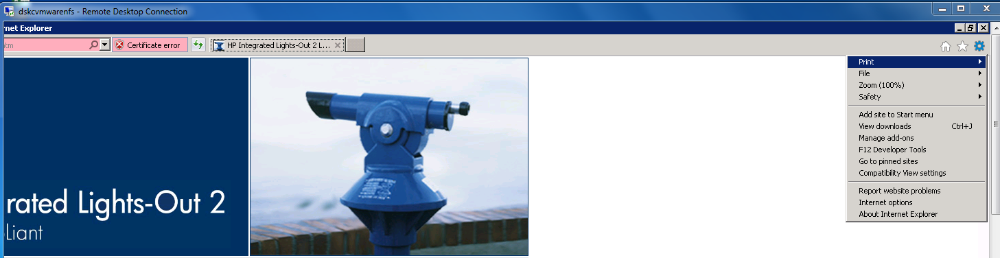 dskcvmwarenfs - Remote Desktop Connection
rnet Explorer
tm
Certificate error
HP Integrated Lights-Out 2 L...
Print
File
Zoom (100%)
Safety
Add site to Start menu
View downloads Ctrl+J
Manage add-ons
F12 Developer Tools
Go to pinned sites
Compatibility View settings
Report website problems
Internet options
About Internet Explorer
rated Lights-Out 2
Liant